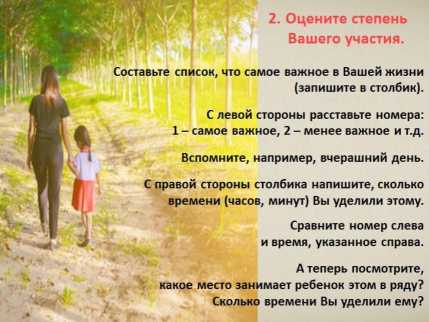 2. Оцените степень
Вашего участия.
Составьте список, что самое важное в Вашей жизни
(запишите в столбик).
С левой стороны расставьте номера:
1 – самое важное, 2 – менее важное и т.д.
Вспомните, например, вчерашний день.
С правой стороны столбика напишите, сколько
времени (часов, минут) Вы уделили этому.
Сравните номер слева
и время, указанное справа.
А теперь посмотрите,
какое место занимает ребенок этом в ряду?
Сколько времени Вы уделили ему?